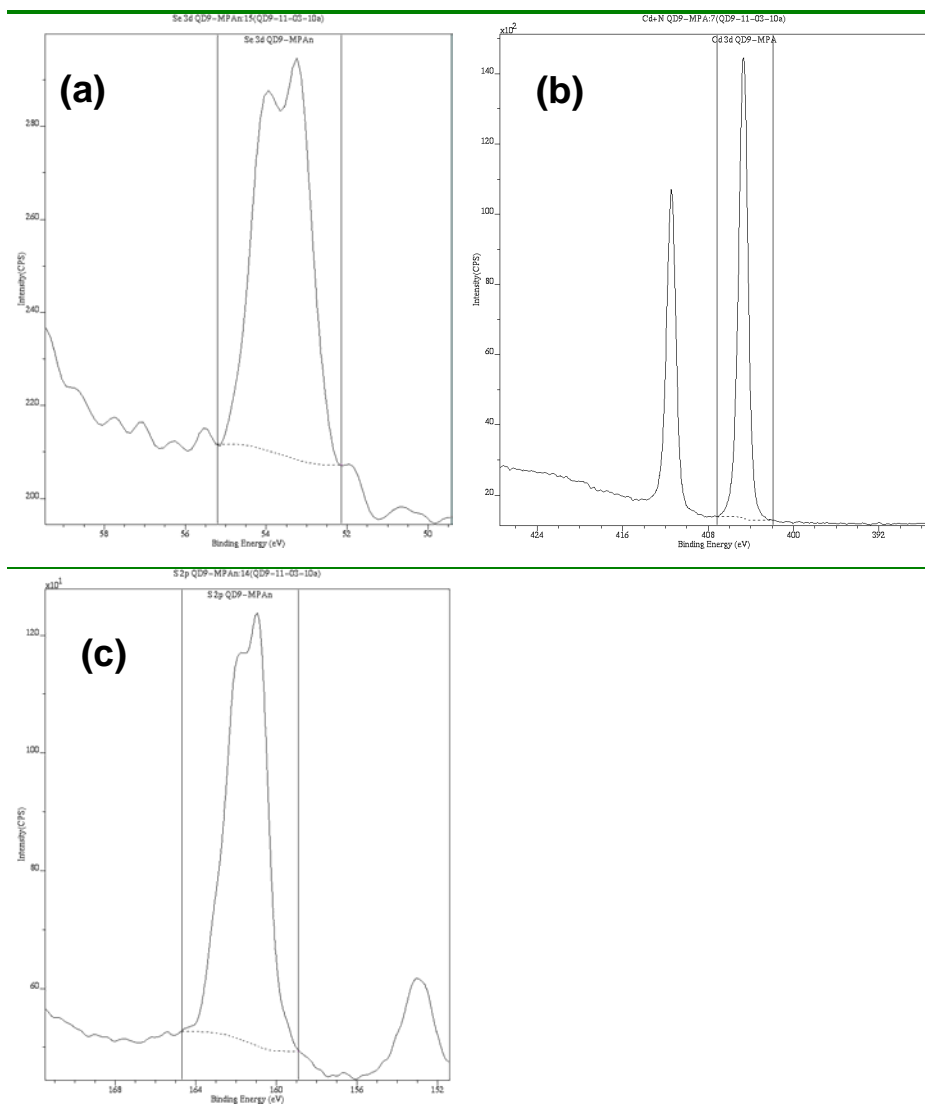 Se 3d QD9-MPAn:15(QD9-11-03-10a)
Se 3d QD9-MPAn
(a)
280
260
240
220
200
Intensity(CPS)
58
56
54
52
50
Binding Energy (eV)
Cd+N QD9-MPA:7(QD9-11-03-10a)
x10²
Cd 3d QD9-MPA
(b)
140
120
100
80
60
40
20
Intensity(CPS)
424
416
408
400
392
Binding Energy (eV)
S 2p QD9-MPAn:14(QD9-11-03-10a)
x10¹
S 2p QD9-MPAn
(c)
120
100
80
60
Intensity(CPS)
168
164
160
156
152
Binding Energy (eV)